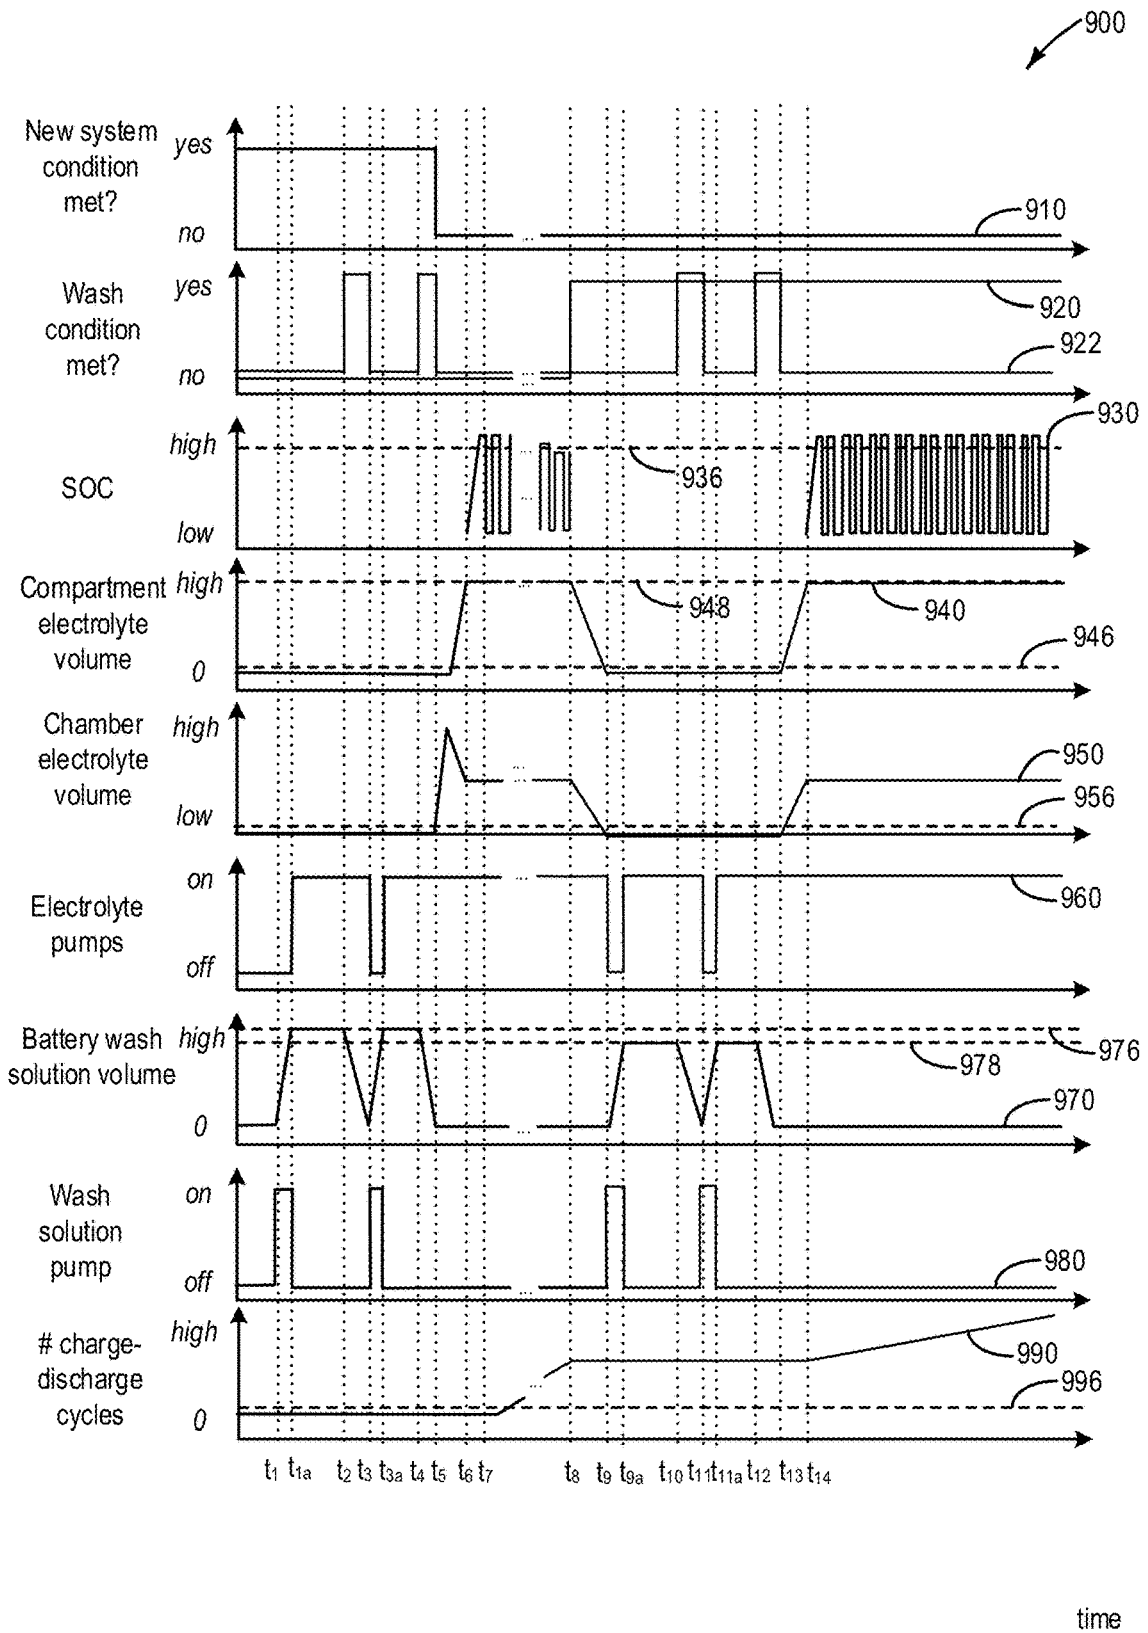 900
New system
condition
met?
yes
no
910
Wash
condition
met?
yes
no
920
922
SOC
high
low
930
936
Compartment
electrolyte
volume
high
0
948
940
946
Chamber
electrolyte
volume
high
low
950
956
Electrolyte
pumps
on
off
960
Battery wash
solution volume
high
0
976
978
970
Wash
solution
pump
on
off
980
# charge-
discharge
cycles
high
0
990
996
t1 t1a t2 t3 t3a t4 t5 t6 t7 t8 t9 t9a t10 t11 t11a t12 t13 t14
time